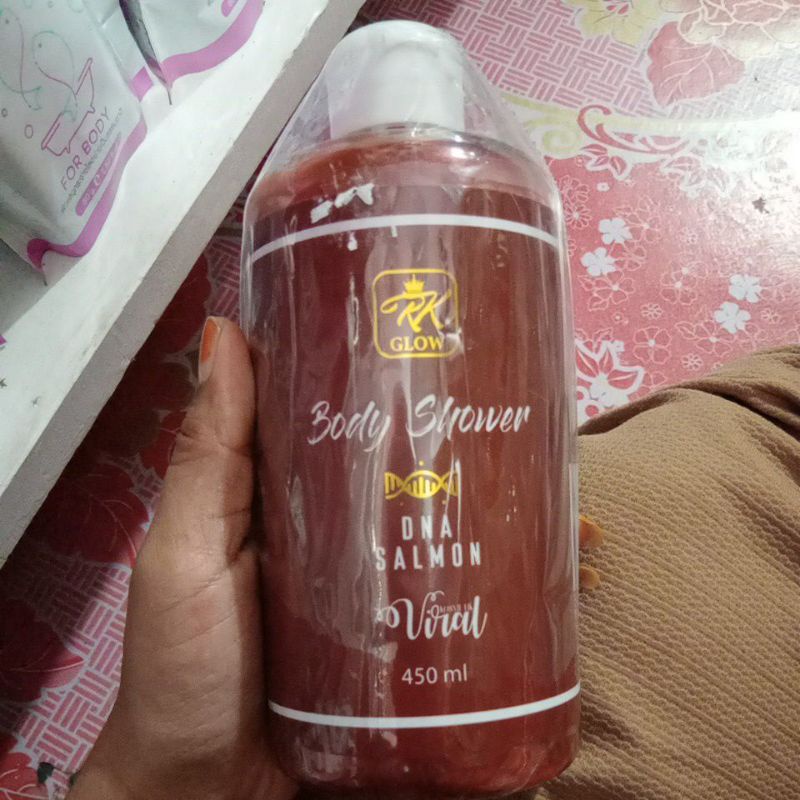 FOR BODY
RK
GLOW
Body Shower
DNA
SALMON
Viral
450 ml